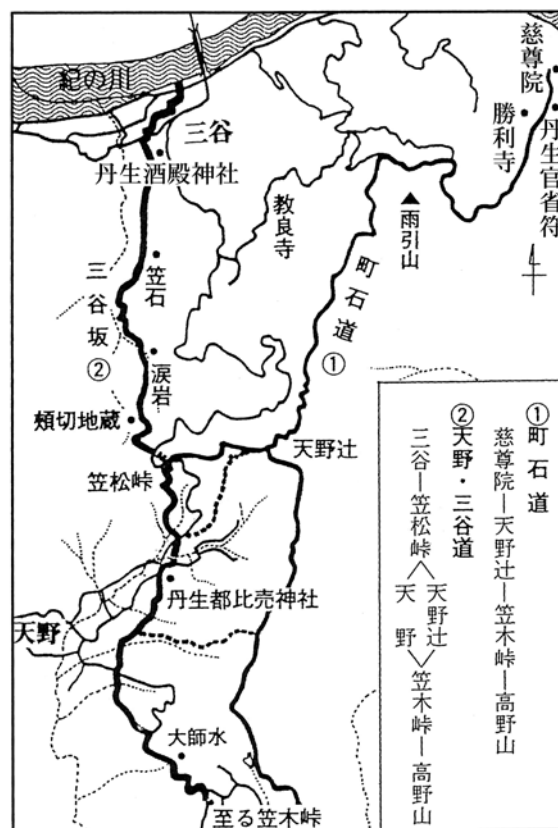 紀の川
三谷
丹生酒殿神社
慈尊院
勝利寺
丹生官省符
教良寺
雨引山
笠石
三谷坂
②
町石道
①
涙岩
頬切地蔵
天野辻
笠松峠
丹生都比売神社
天野
大師水
至る笠木峠
①町石道
慈尊院―天野辻―笠木峠―高野山
②天野・三谷道
三谷―笠松峠<天野辻 天野>笠木峠―高野山